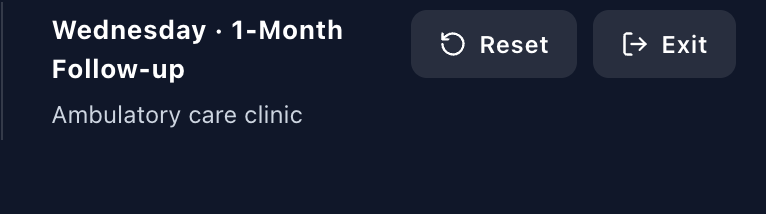 Wednesday · 1-Month
Follow-up
Ambulatory care clinic
Reset
Exit